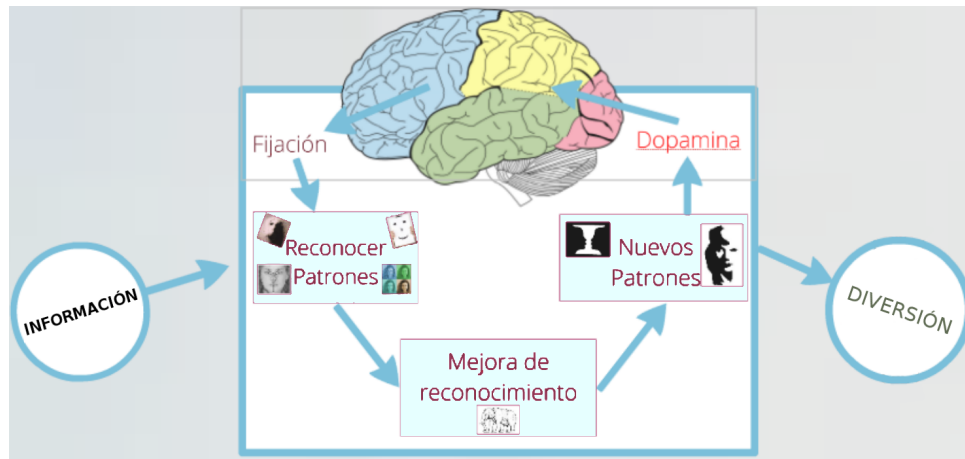 Fijación
Dopamina
Reconocer
Patrones
Nuevos
Patrones
INFORMACIÓN
DIVERSIÓN
Mejora de
reconocimiento